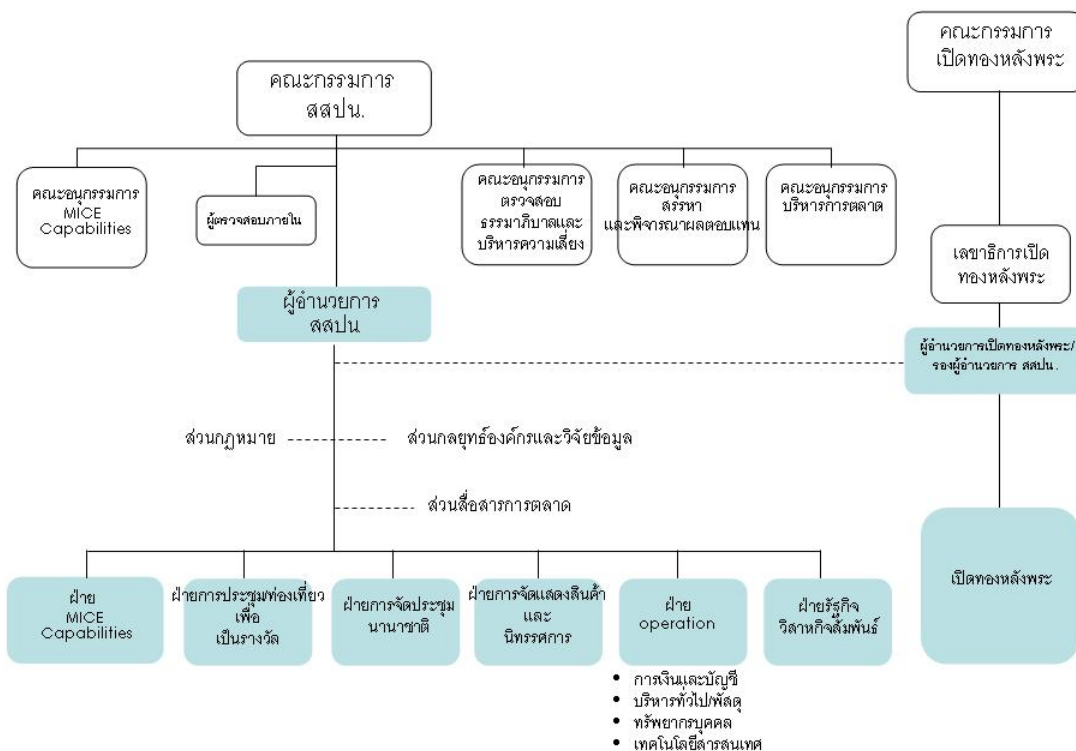 คณะกรรมการ
เปิดทองหลังพระ
คณะกรรมการ
สสปน.
คณะอนุกรรมการ
MICE
Capabilities
ผู้ตรวจสอบภายใน
คณะอนุกรรมการ
ตรวจสอบ
ธรรมาภิบาลและ
บริหารความเสี่ยง
คณะอนุกรรมการ
สรรหา
และพิจารณาผลตอบแทน
คณะอนุกรรมการ
บริหารการตลาด
เลขาธิการเปิด
ทองหลังพระ
ผู้อำนวยการ
สสปน
ผู้อำนวยการเปิดทองหลังพระ/
รองผู้อำนวยการ สสปน.
ส่วนกฎหมาย
ส่วนกลยุทธ์องค์กรและวิจัยข้อมูล
ส่วนสื่อสารการตลาด
ฝ่าย
MICE
Capabilities
ฝ่ายการประชุมท่องเที่ยว
เพื่อ
เป็นรางวัล
ฝ่ายการจัดประชุม
นานาชาติ
ฝ่ายการจัดแสดงสินค้า
และ
นิทรรศการ
ฝ่าย
operation
ฝ่ายรัฐกิจ
วิสาหกิจสัมพันธ์
เปิดทองหลังพระ
• การเงินและบัญชี
• บริหารทั่วไป/พัสดุ
• ทรัพยากรบุคคล
• เทคโนโลยีสารสนเทศ